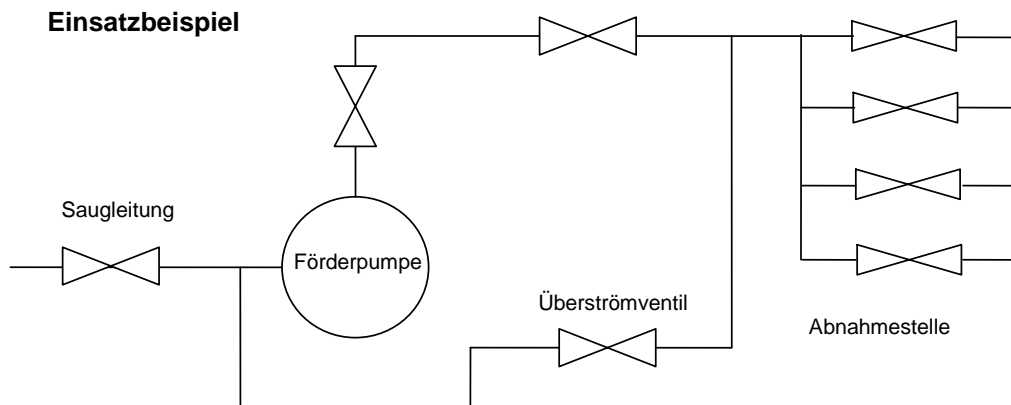 Einsatzbeispiel
Saugleitung
Förderpumpe
Überströmventil
Abnahmestelle